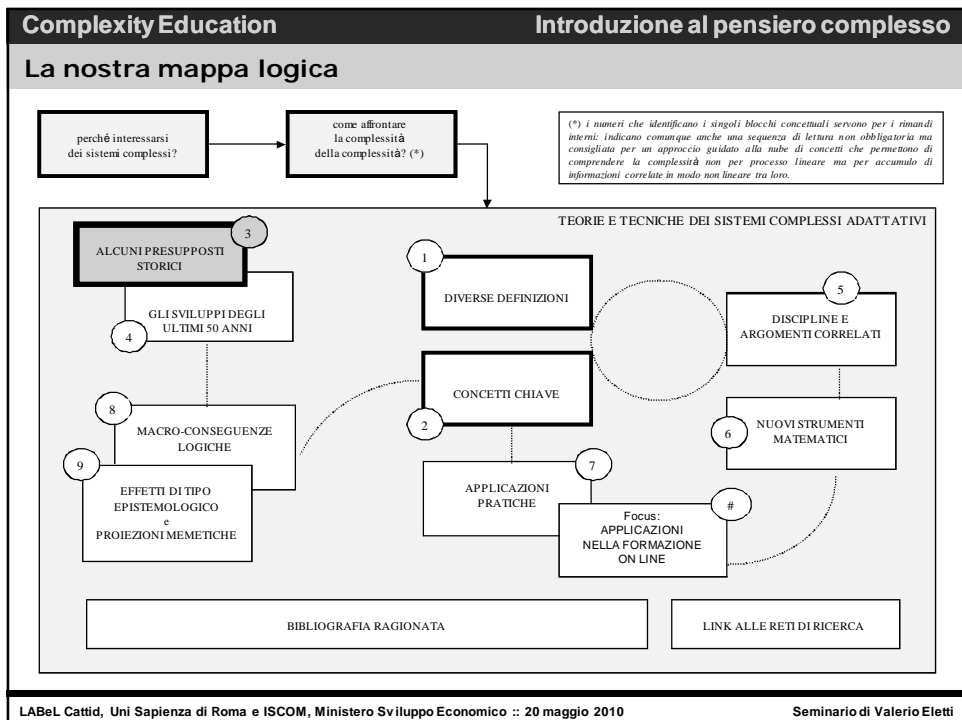 Complexity Education
Introduzione al pensiero complesso
La nostra mappa logica
perché interessarsi
dei sistemi complessi?
come affrontare
la complessità
della complessità? (*)
(*) i numeri che identificano i singoli blocchi concettuali servono per i rimandi
interni: indicano comunque anche una sequenza di lettura non obbligatoria ma
consigliata per un approccio guidato alla nube di concetti che permettono di
comprendere la complessità non per processo lineare ma per accumulo di
informazioni correlate in modo non lineare tra loro.
TEORIE E TECNICHE DEI SISTEMI COMPLESSI ADATTATIVI
3
ALCUNI PRESUPPOSTI
STORICI
GLI SVILUPPI DEGLI
ULTIMI 50 ANNI
4
1
DIVERSE DEFINIZIONI
5
DISCIPLINE E
ARGOMENTI CORRELATI
CONCETTI CHIAVE
2
8
MACRO-CONSEGUENZE
LOGICHE
6
NUOVI STRUMENTI
MATEMATICI
9
EFFETTI DI TIPO
EPISTEMOLOGICO
e
PROIEZIONI MEMETICHE
7
APPLICAZIONI
PRATICHE
#
Focus:
APPLICAZIONI
NELLA FORMAZIONE
ON LINE
BIBLIOGRAFIA RAGIONATA
LINK ALLE RETI DI RICERCA
LABeL Cattid, Uni Sapienza di Roma e ISCOM, Ministero Sviluppo Economico :: 20 maggio 2010
Seminario di Valerio Eletti